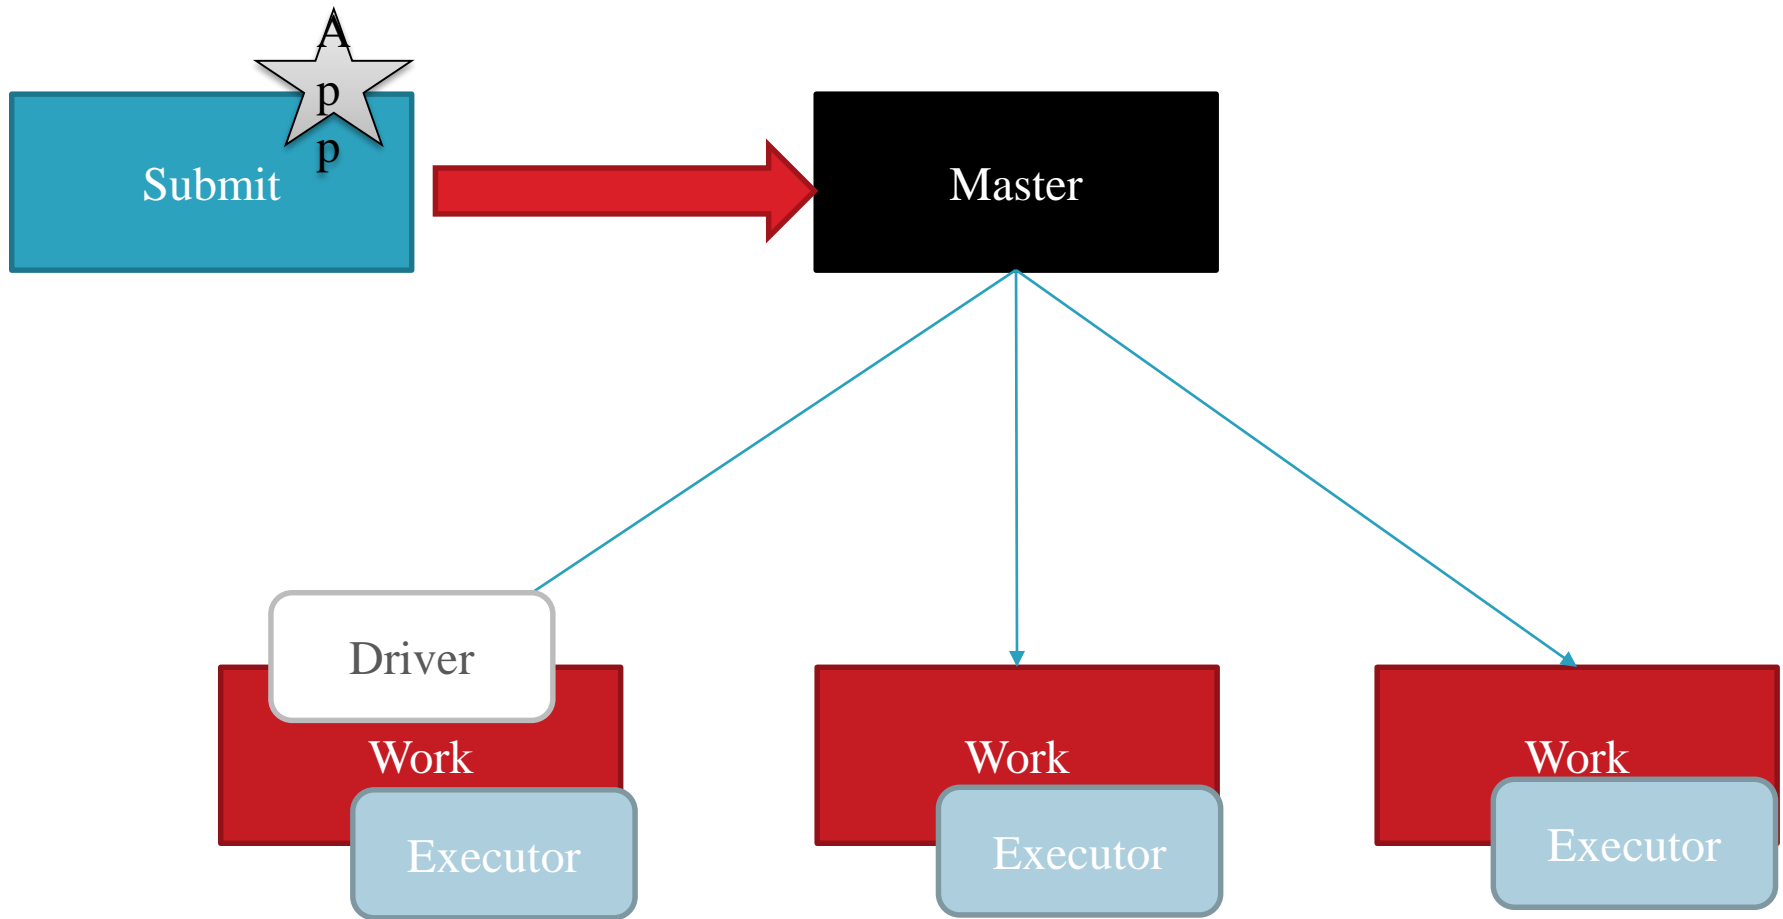 A
p
p
Submit
Master
Driver
Work
Executor
Work
Executor
Work
Executor